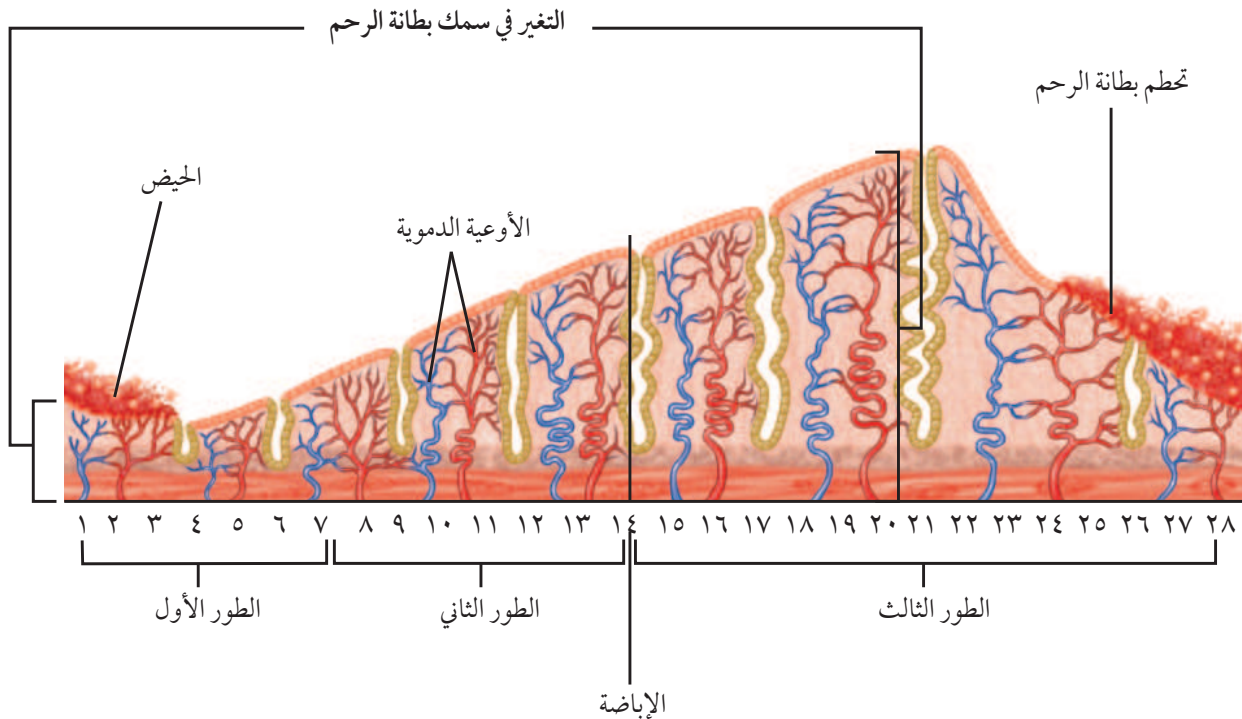 التغير في سمك بطانة الرحم
تحطم بطانة الرحم
الحيض
الأوعية الدموية
١ ٢ ٣ ٤ ٥ ٦ ٧ ٨ ٩ ١٠ ١١ ١٢ ١٣ ١٤ ١٥ ١٦ ١٧ ١٨ ١٩ ٢٠ ٢١ ٢٢ ٢٣ ٢٤ ٢٥ ٢٦ ٢٧ ٢٨
الطور الأول
الطور الثاني
الطور الثالث
الإباضة